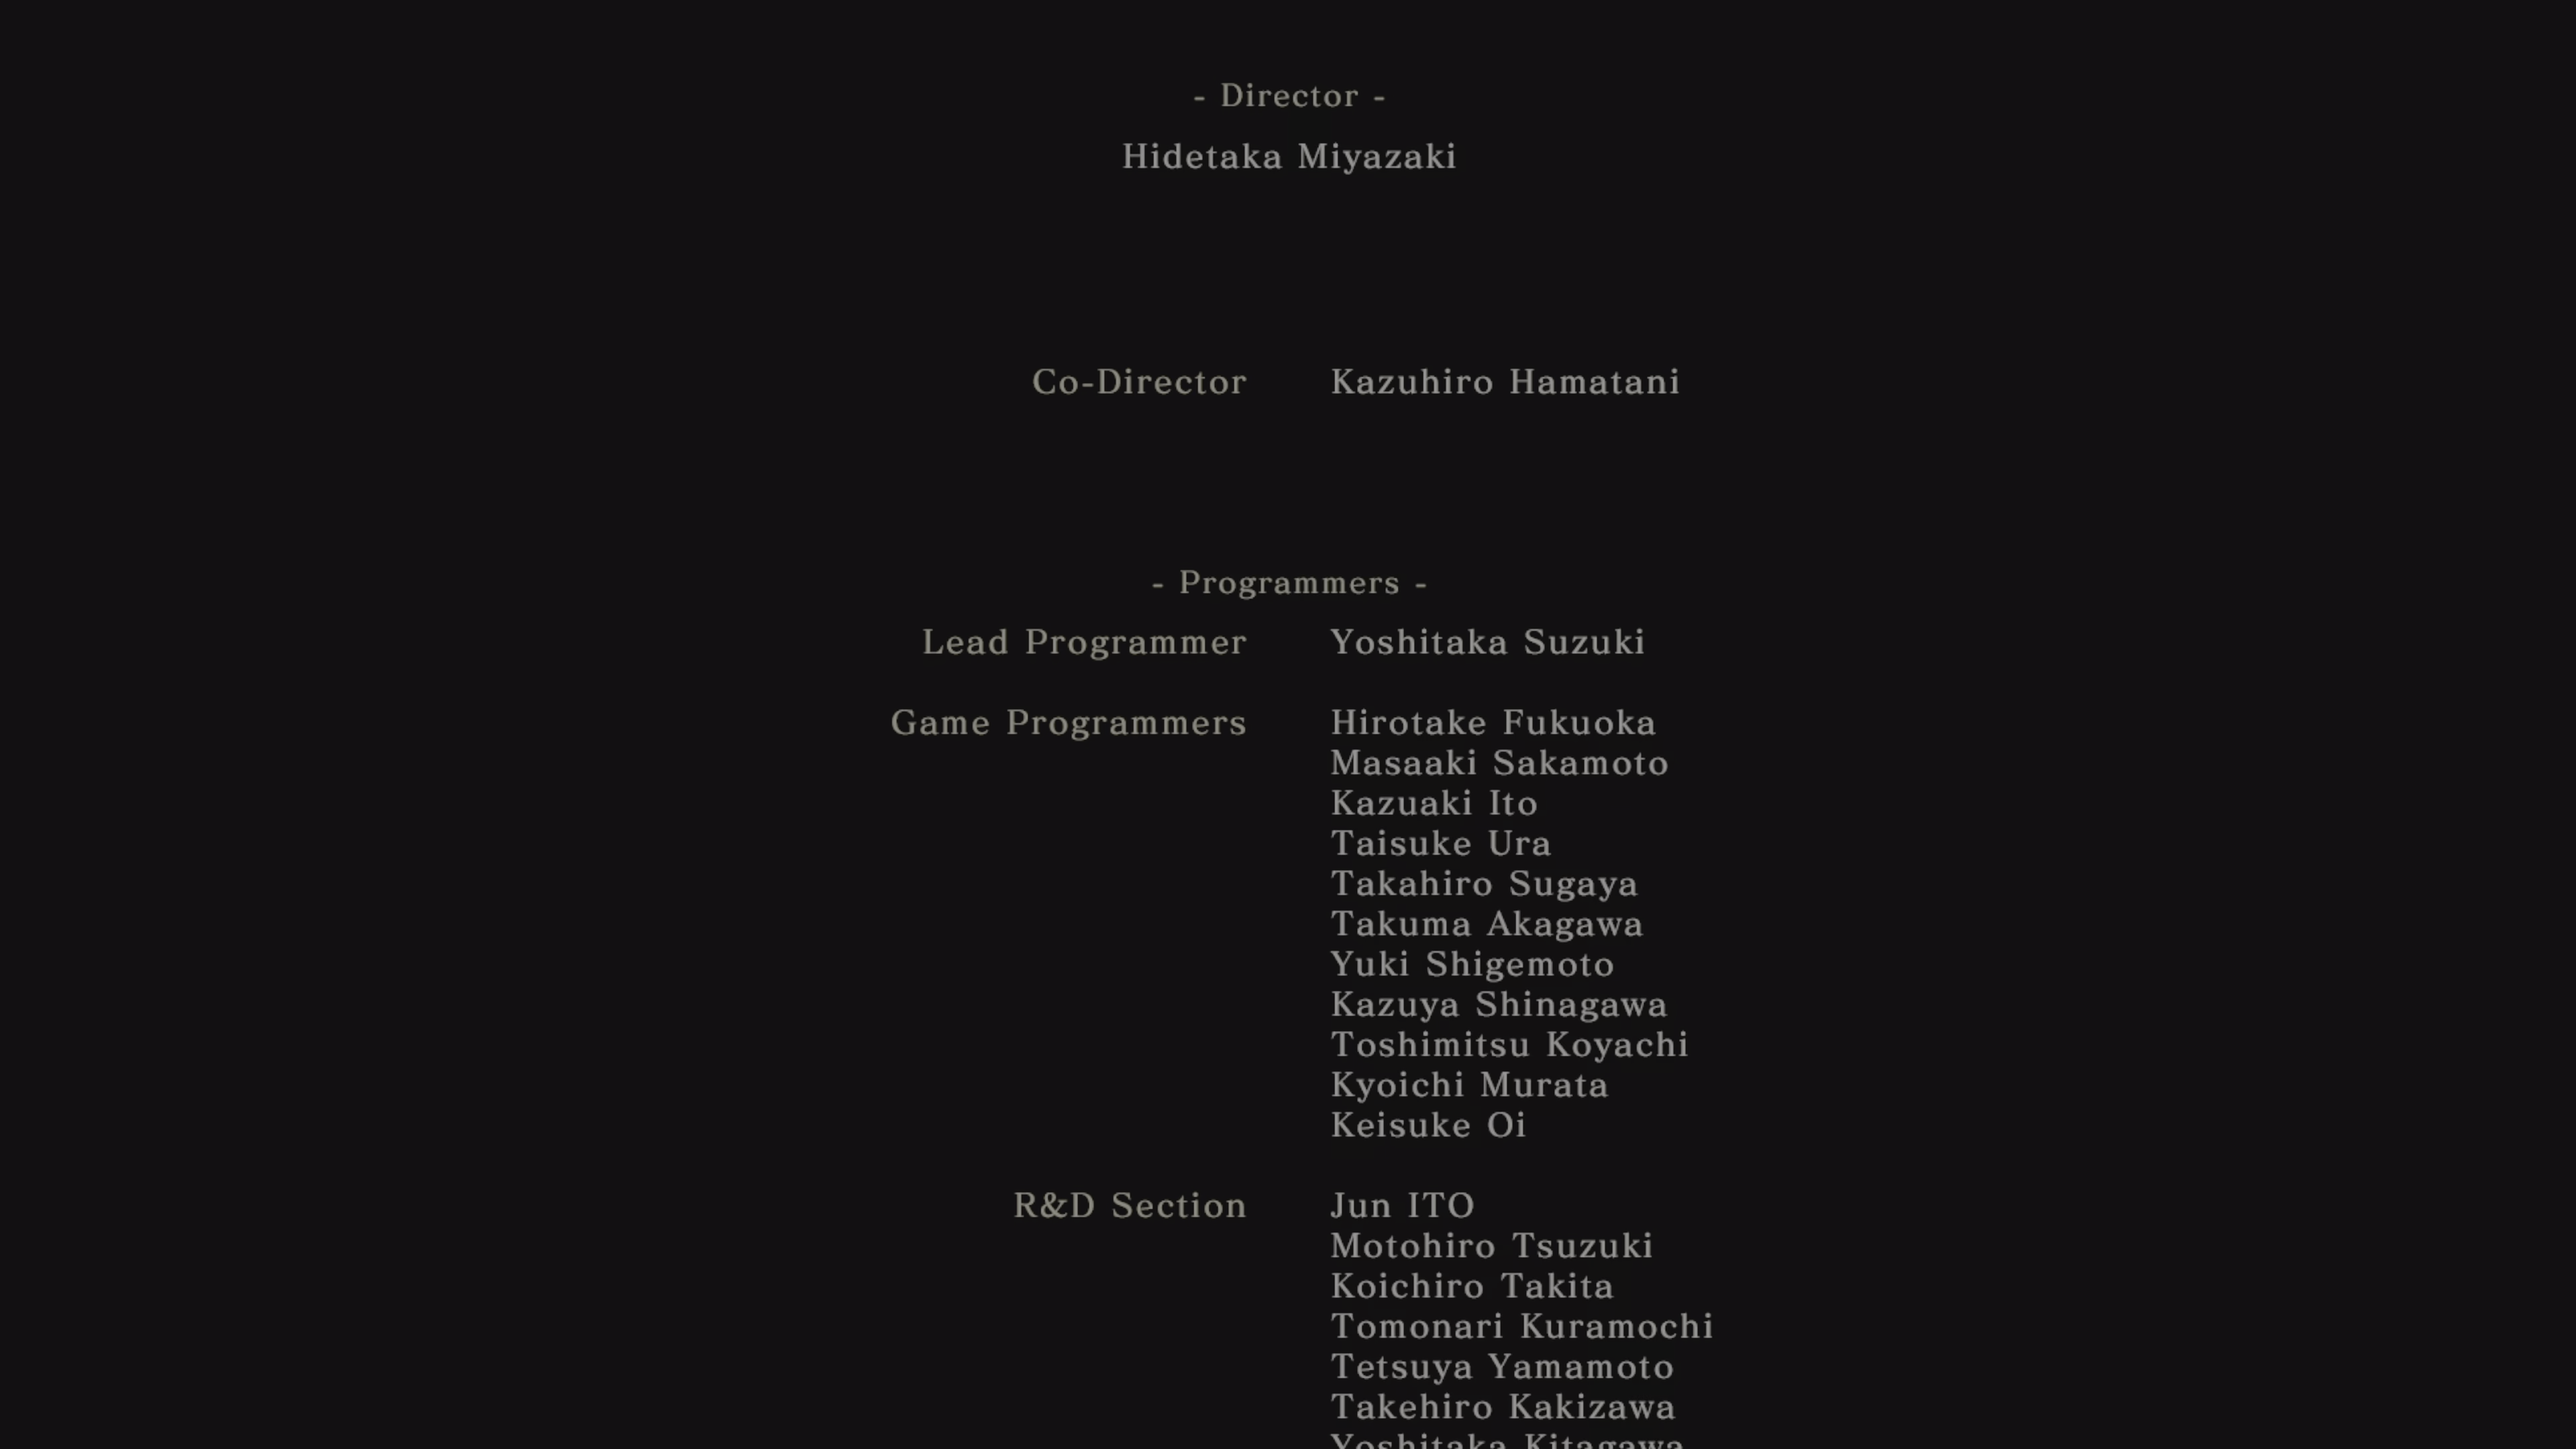 - Director -
Hidetaka Miyazaki
Co-Director Kazuhiro Hamatani
- Programmers -
Lead Programmer Yoshitaka Suzuki
Game Programmers Hirotake Fukuoka
Masaaki Sakamoto
Kazuaki Ito
Taisuke Ura
Takahiro Sugaya
Takuma Akagawa
Yuki Shigemoto
Kazuya Shinagawa
Toshimitsu Koyachi
Kyoichi Murata
Keisuke Oi
R&D Section Jun ITO
Motohiro Tsuzuki
Koichiro Takita
Tomonari Kuramochi
Tetsuya Yamamoto
Takehiro Kakizawa
Yoshitaka Kitagawa